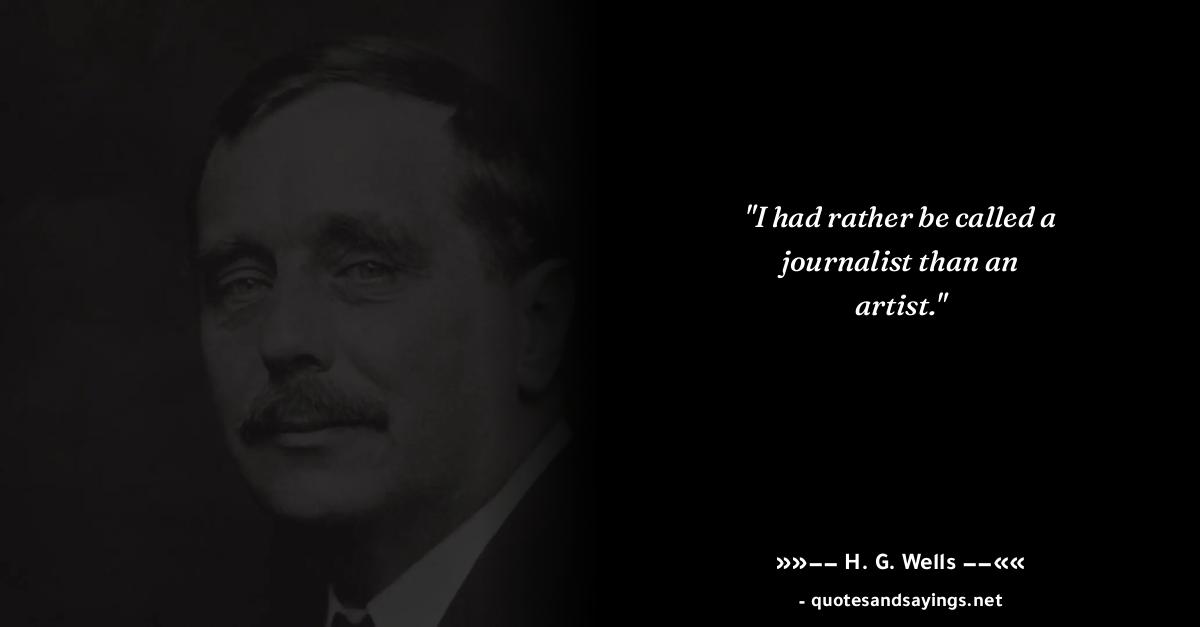 "I had rather be called a
journalist than an
artist."
»»−− H. G. Wells −−««
- quotesandsayings.net